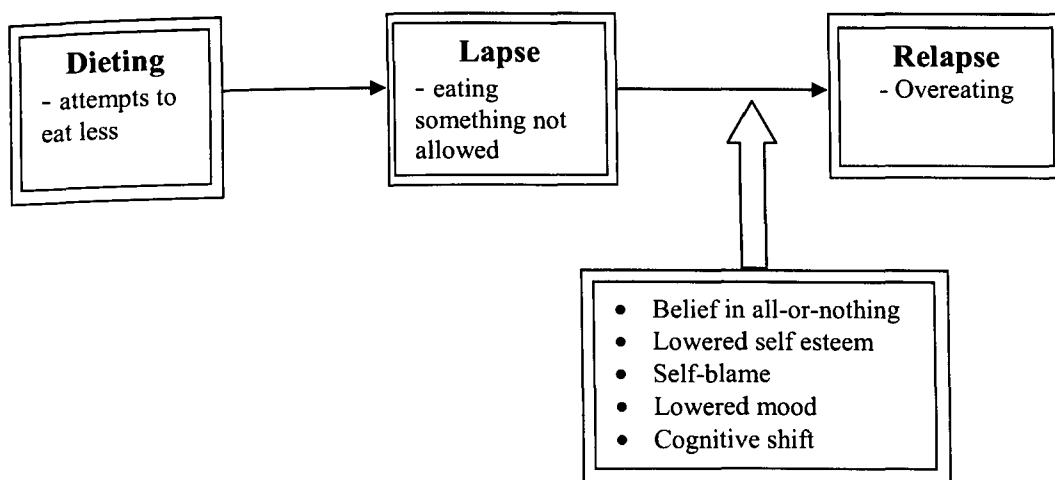 Dieting
- attempts to
eat less
Lapse
- eating
something not
allowed
Relapse
- Overeating
• Belief in all-or-nothing
• Lowered self esteem
• Self-blame
• Lowered mood
• Cognitive shift